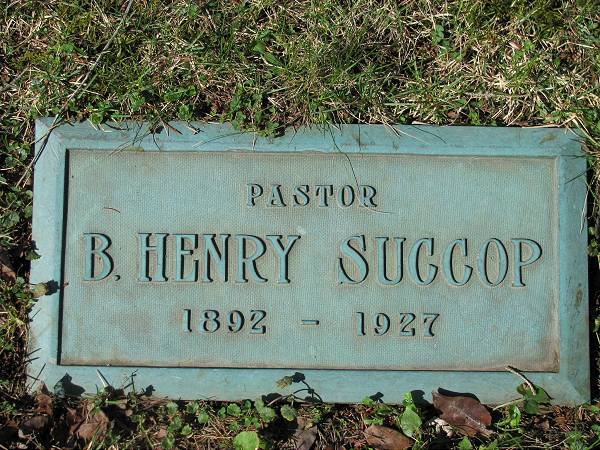 PASTOR
B. HENRY SUCCOP
1892 - 1927